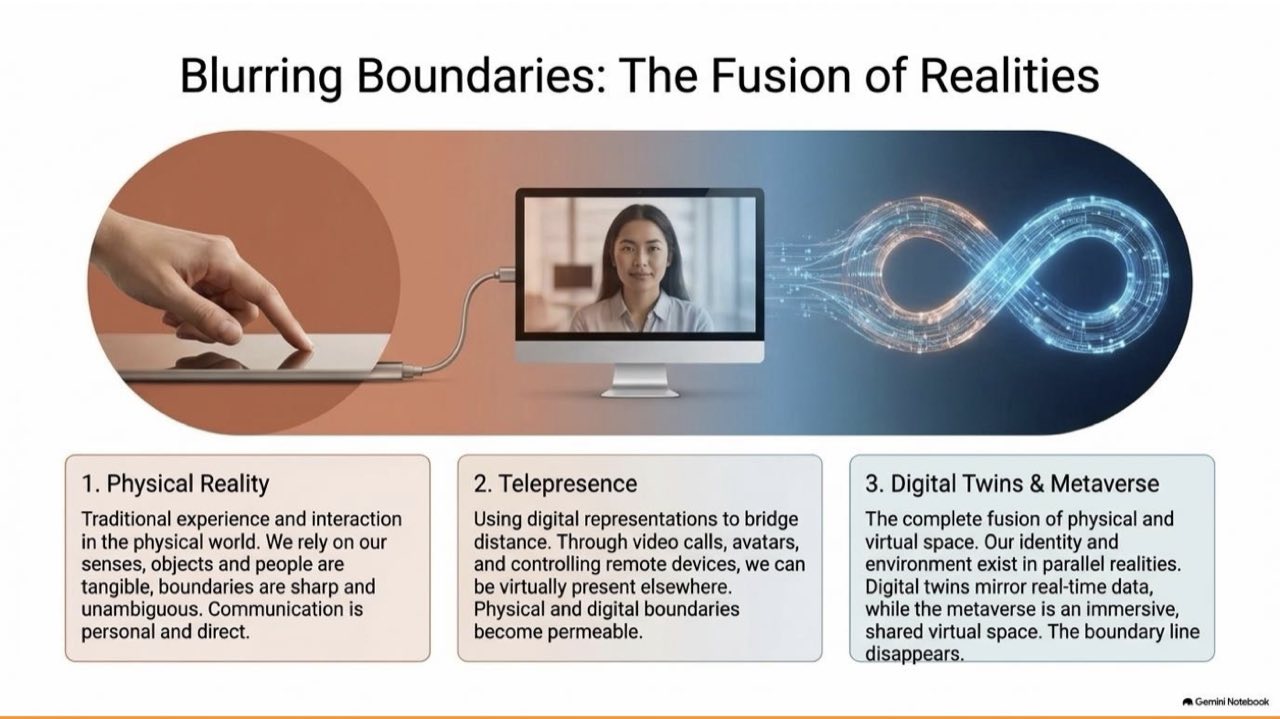 Blurring Boundaries: The Fusion of Realities
1. Physical Reality
Traditional experience and interaction
in the physical world. We rely on our
senses, objects and people are
tangible, boundaries are sharp and
unambiguous. Communication is
personal and direct.
2. Telepresence
Using digital representations to bridge
distance. Through video calls, avatars,
and controlling remote devices, we can
be virtually present elsewhere.
Physical and digital boundaries
become permeable.
3. Digital Twins & Metaverse
The complete fusion of physical and
virtual space. Our identity and
environment exist in parallel realities.
Digital twins mirror real-time data,
while the metaverse is an immersive,
shared virtual space. The boundary line
disappears.
Gemini Notebook